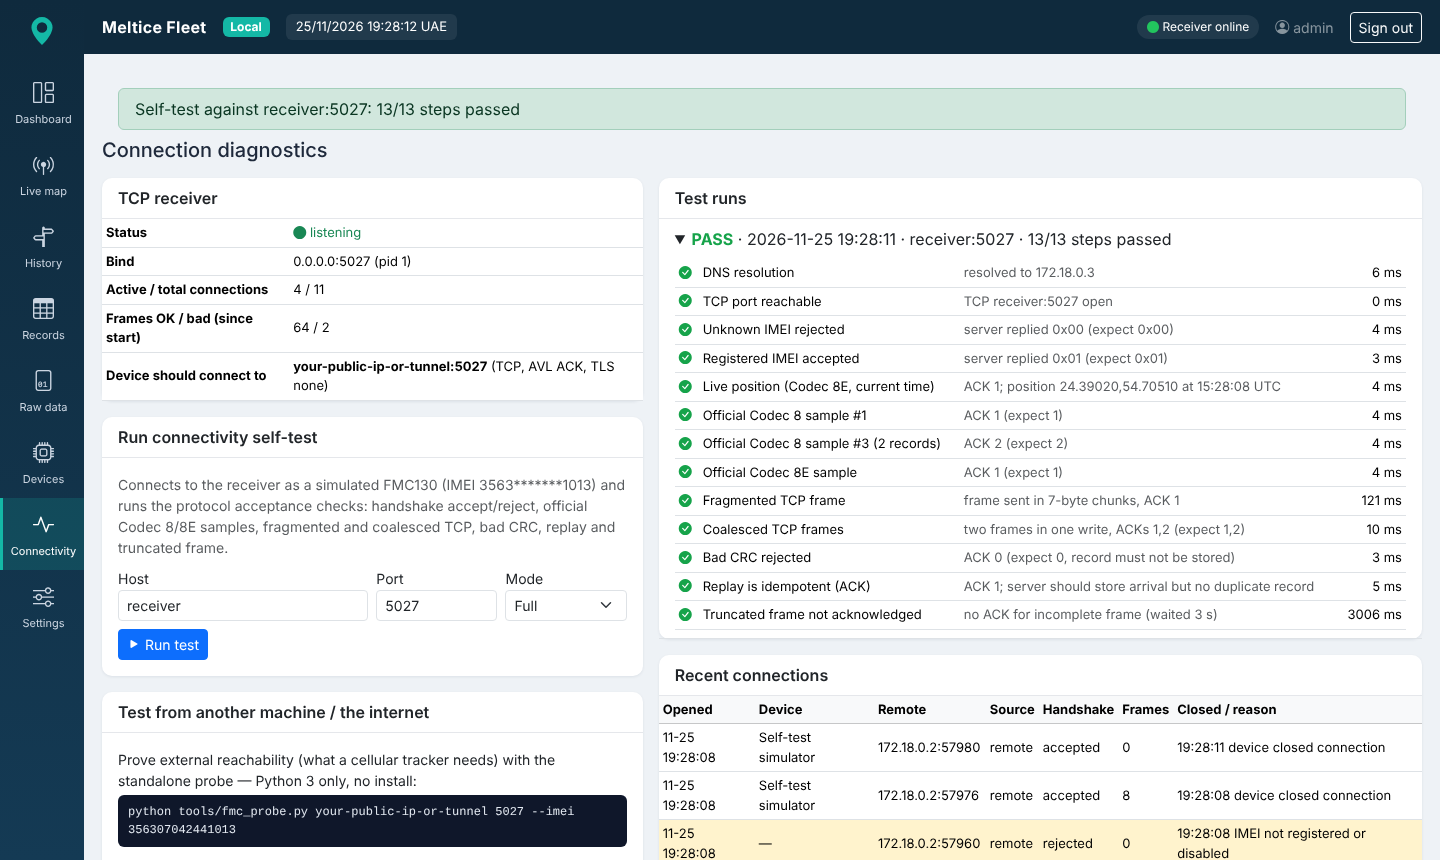 Meltice Fleet Local 25/11/2026 19:28:12 UAE Receiver online admin Sign out
Dashboard
Live map
History
Records
Raw data
Devices
Connectivity
Settings
Self-test against receiver:5027: 13/13 steps passed
Connection diagnostics
TCP receiver
Status listening
Bind 0.0.0.0:5027 (pid 1)
Active / total connections 4 / 11
Frames OK / bad (since
start) 64 / 2
Device should connect to your-public-ip-or-tunnel:5027 (TCP, AVL ACK, TLS
none)
Run connectivity self-test
Connects to the receiver as a simulated FMC130 (IMEI 3563*******1013) and
runs the protocol acceptance checks: handshake accept/reject, official
Codec 8/8E samples, fragmented and coalesced TCP, bad CRC, replay and
truncated frame.
Host Port Mode
receiver 5027 Full
Run test
Test from another machine / the internet
Prove external reachability (what a cellular tracker needs) with the
standalone probe — Python 3 only, no install:
python tools/fmc_probe.py your-public-ip-or-tunnel 5027 --imei
356307042441013
Test runs
PASS · 2026-11-25 19:28:11 · receiver:5027 · 13/13 steps passed
DNS resolution resolved to 172.18.0.3 6 ms
TCP port reachable TCP receiver:5027 open 0 ms
Unknown IMEI rejected server replied 0x00 (expect 0x00) 4 ms
Registered IMEI accepted server replied 0x01 (expect 0x01) 3 ms
Live position (Codec 8E, current time) ACK 1; position 24.39020,54.70510 at 15:28:08 UTC 4 ms
Official Codec 8 sample #1 ACK 1 (expect 1) 4 ms
Official Codec 8 sample #3 (2 records) ACK 2 (expect 2) 4 ms
Official Codec 8E sample ACK 1 (expect 1) 4 ms
Fragmented TCP frame frame sent in 7-byte chunks, ACK 1 121 ms
Coalesced TCP frames two frames in one write, ACKs 1,2 (expect 1,2) 10 ms
Bad CRC rejected ACK 0 (expect 0, record must not be stored) 3 ms
Replay is idempotent (ACK) ACK 1; server should store arrival but no duplicate record 5 ms
Truncated frame not acknowledged no ACK for incomplete frame (waited 3 s) 3006 ms
Recent connections
Opened Device Remote Source Handshake Frames Closed / reason
11-25
19:28:08 Self-test
simulator 172.18.0.2:57980 remote accepted 0 19:28:11 device closed connection
11-25
19:28:08 Self-test
simulator 172.18.0.2:57976 remote accepted 8 19:28:08 device closed connection
11-25
19:28:08 — 172.18.0.2:57960 remote rejected 0 19:28:08 IMEI not registered or
disabled